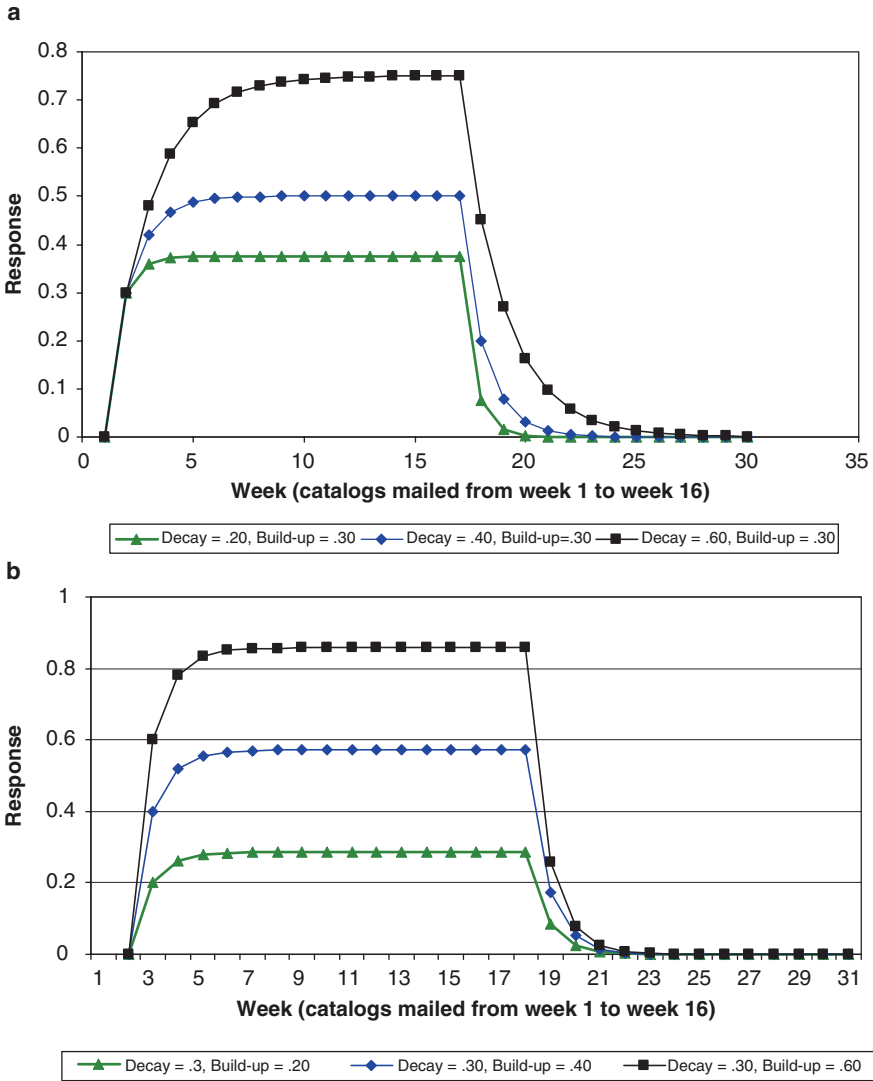 a
0.8
0.7
0.6
0.5
0.4
0.3
0.2
0.1
0
Response
0 5 10 15 20 25 30 35
Week (catalogs mailed from week 1 to week 16)
Decay = .20, Build-up = .30 Decay = .40, Build-up=.30 Decay = .60, Build-up = .30
b
1
0.8
0.6
0.4
0.2
0
Response
1 3 5 7 9 11 13 15 17 19 21 23 25 27 29 31
Week (catalogs mailed from week 1 to week 16)
Decay = .3, Build-up = .20 Decay = .30, Build-up = .40 Decay = .30, Build-up = .60